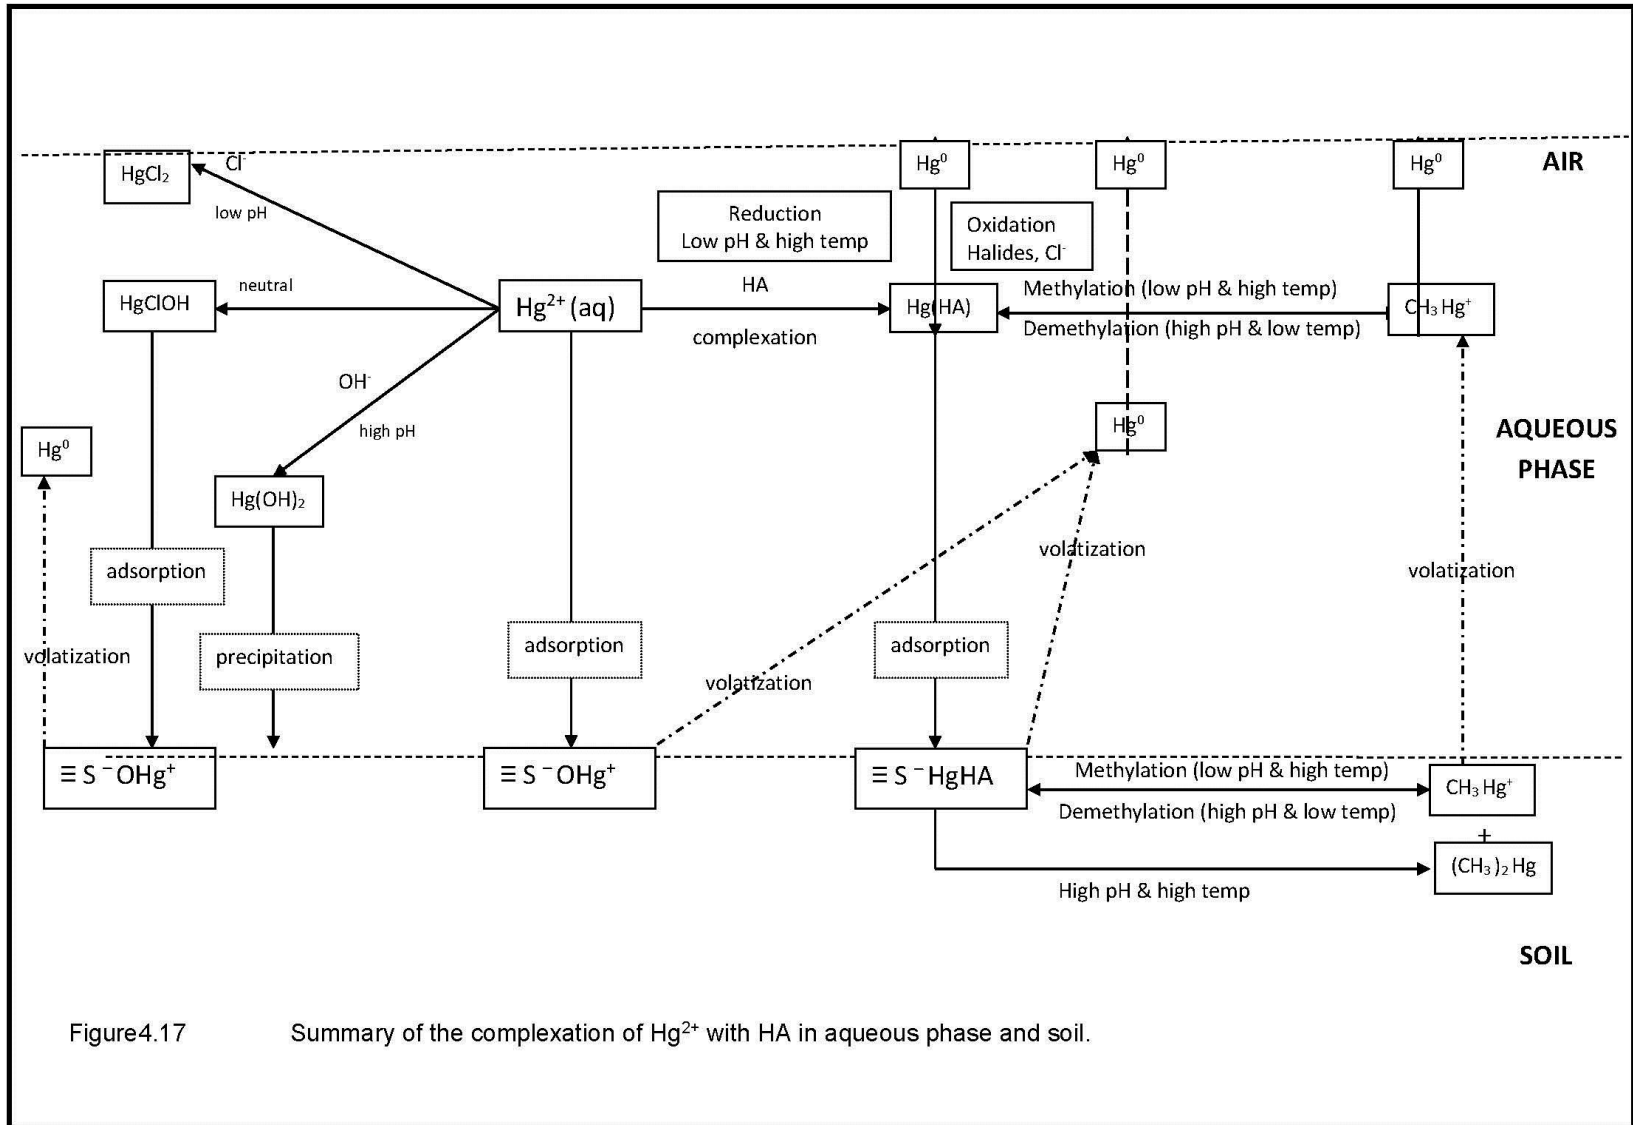 Hg⁰
Hg⁰
Hg⁰
AIR
HgCl₂
Cl⁻
low pH
Reduction
Low pH & high temp
Oxidation
Halides, Cl⁻
HgClOH
neutral
Hg²⁺ (aq)
HA
complexation
Hg(HA)
Methylation (low pH & high temp)
Demethylation (high pH & low temp)
CH₃ Hg⁺
OH⁻
high pH
Hg⁰
Hg⁰
AQUEOUS
PHASE
Hg(OH)₂
adsorption
volatization
precipitation
adsorption
volatization
adsorption
volatization
volatization
≡ S ⁻ OHg⁺
≡ S ⁻ OHg⁺
≡ S ⁻ HgHA
Methylation (low pH & high temp)
Demethylation (high pH & low temp)
CH₃ Hg⁺
+
(CH₃)₂ Hg
High pH & high temp
SOIL
Figure4.17 Summary of the complexation of Hg²⁺ with HA in aqueous phase and soil.